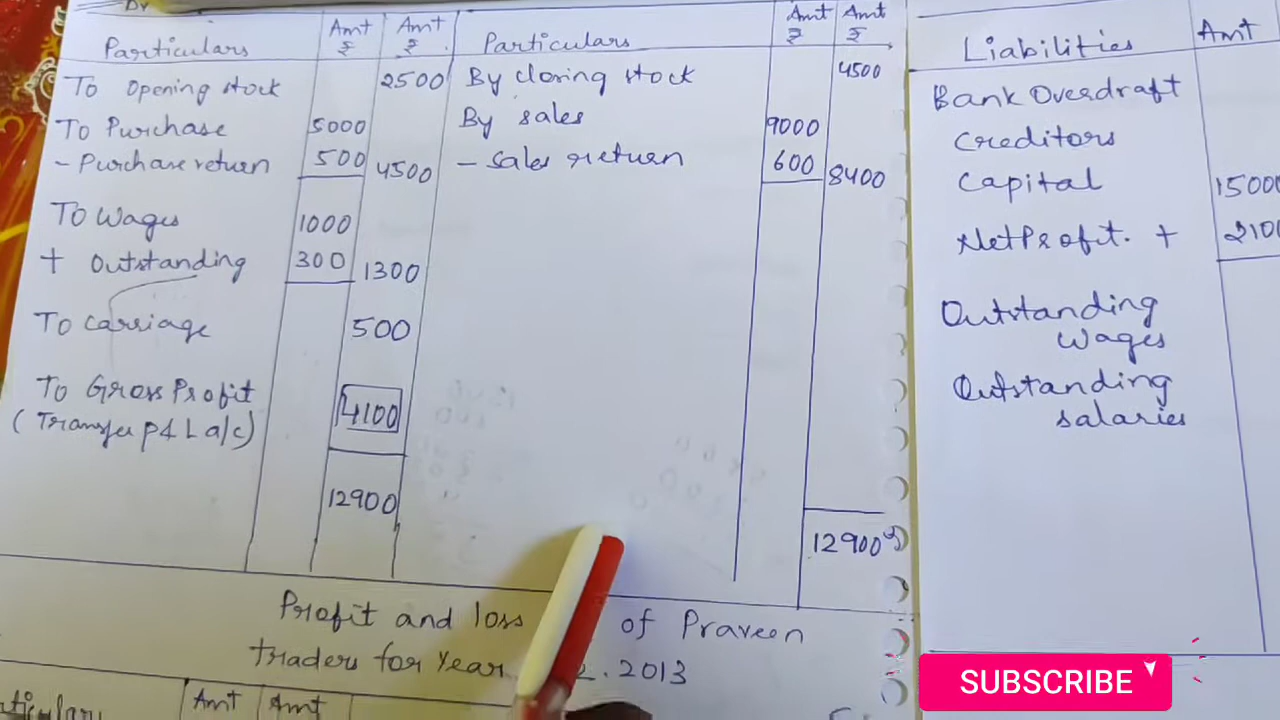 Dr
Particulars Amt ₹ Amt ₹ Particulars Amt ₹ Amt ₹
To Opening stock 2500 By closing stock 4500
To Purchase 5000 By sales 9000
- Purchase return 500 4500 - sales return 600 8400
To Wages 1000
+ Outstanding 300 1300
To carriage 500
To Gross Profit 4100
(Transfer P&L a/c)
12900 12900
Profit and loss of Praveen
traders for Year 2.2013
Amt Amt
Liabilities Amt
Bank Overdraft
Creditors
Capital 15000
Net Profit. +
Outstanding
wages
Outstanding
salaries
SUBSCRIBE